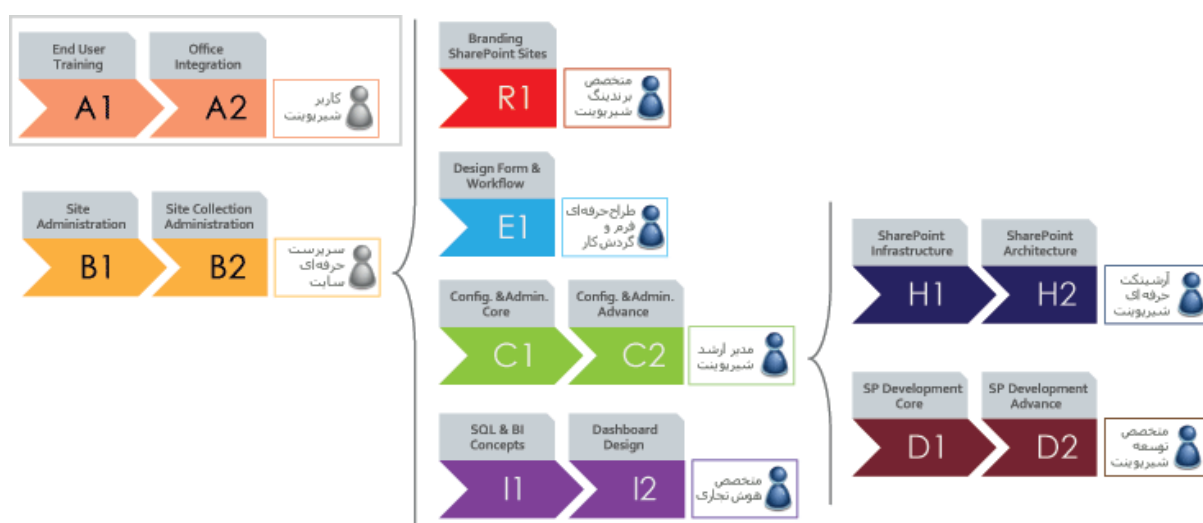 End User
Training
A1
Office
Integration
A2
کاربر
شیرپوینت
Site
Administration
B1
Site Collection
Administration
B2
سرپرست
حرفه‌ای
سایت
Branding
SharePoint Sites
R1
متخصص
برندینگ
شیرپوینت
Design Form &
Workflow
E1
طراح حرفه‌ای
فرم و
گردش کار
Config. &Admin.
Core
C1
Config. &Admin.
Advance
C2
مدیر ارشد
شیرپوینت
SQL & BI
Concepts
I1
Dashboard
Design
I2
متخصص
هوش تجاری
SharePoint
Infrastructure
H1
SharePoint
Architecture
H2
آرشیتکت
حرفه ای
شیرپوینت
SP Development
Core
D1
SP Development
Advance
D2
متخصص
توسعه
شیرپوینت